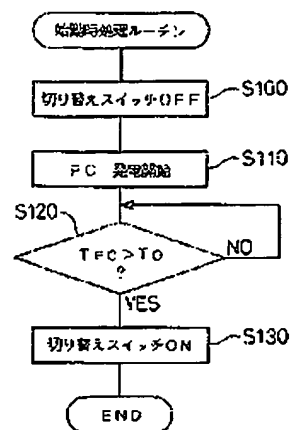 始動時処理ルーチン
切り替えスイッチOFF
S100
FC 発電開始
S110
S120
TFC>T0
?
NO
YES
切り替えスイッチON
S130
END